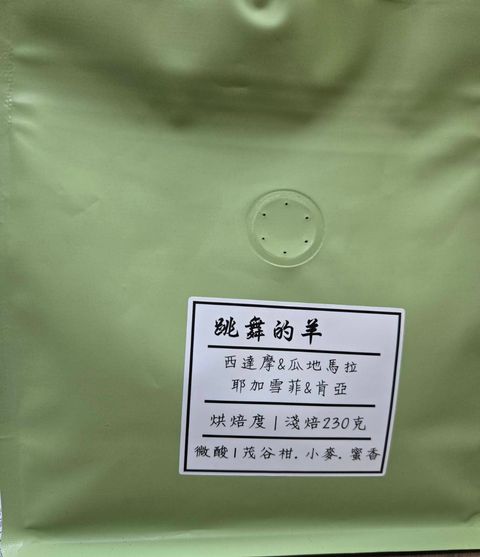 跳舞的羊
西達摩&瓜地馬拉
耶加雪菲&肯亞
烘焙度|淺焙230克
微酸|茂谷柑.小麥.蜜香